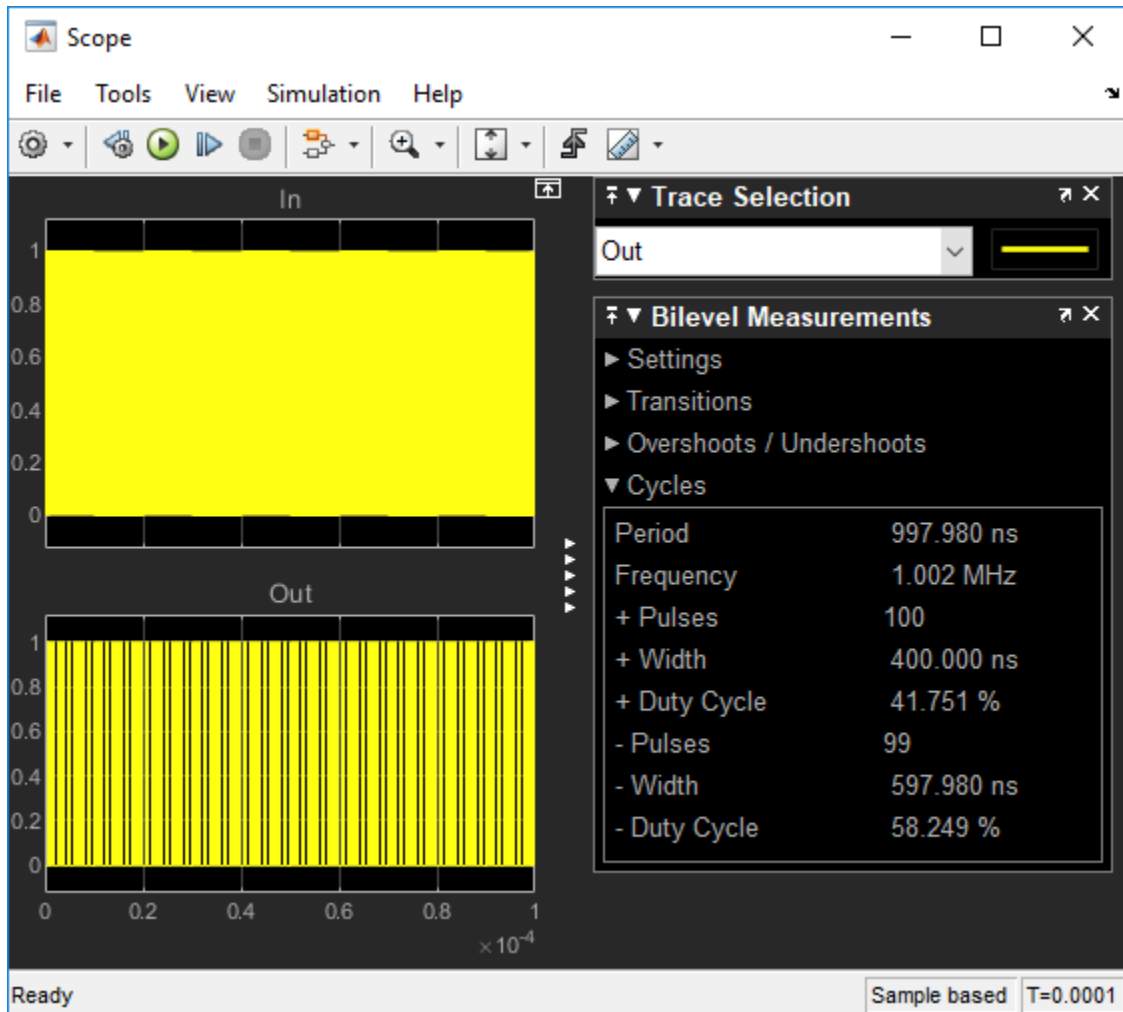 Scope
File Tools View Simulation Help
In
1
0.8
0.6
0.4
0.2
0
Out
1
0.8
0.6
0.4
0.2
0
0 0.2 0.4 0.6 0.8 1
×10⁻⁴
Trace Selection
Out
Bilevel Measurements
Settings
Transitions
Overshoots / Undershoots
Cycles
Period 997.980 ns
Frequency 1.002 MHz
+ Pulses 100
+ Width 400.000 ns
+ Duty Cycle 41.751 %
- Pulses 99
- Width 597.980 ns
- Duty Cycle 58.249 %
Ready Sample based T=0.0001